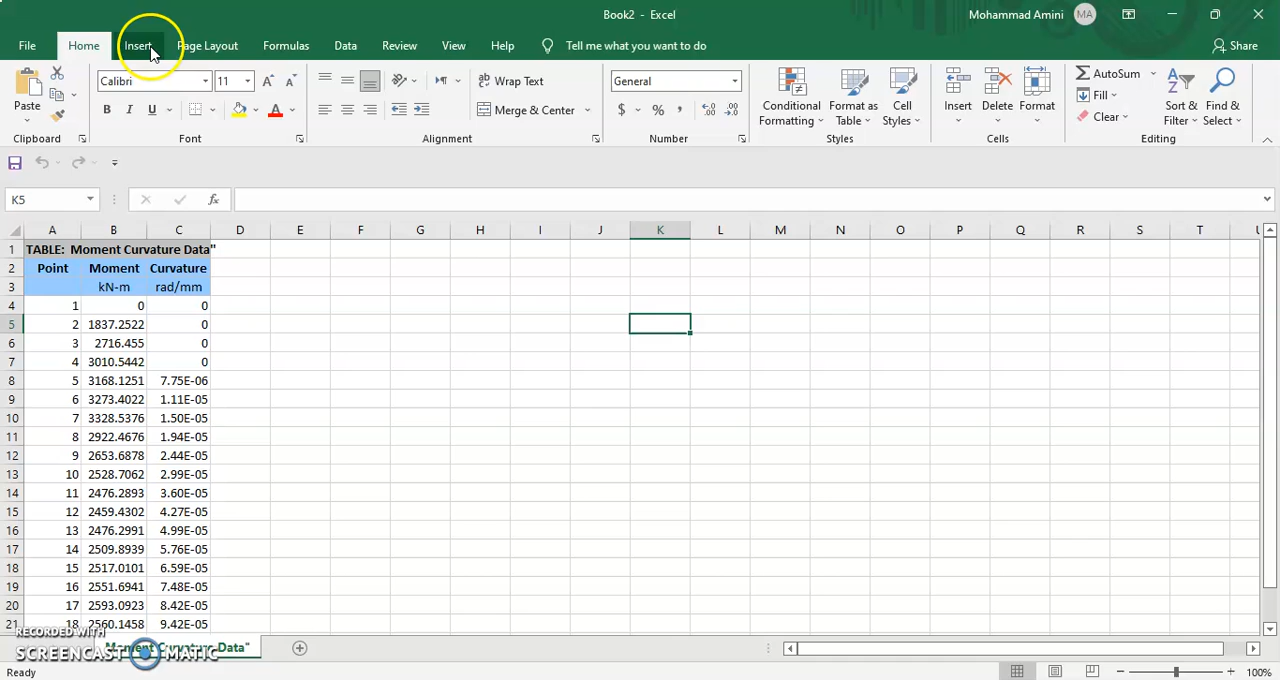 Book2 - Excel
Mohammad Amini MA
File Home Insert Page Layout Formulas Data Review View Help Tell me what you want to do Share
Calibri 11 Wrap Text General AutoSum
Paste B I U Merge & Center $ % , Conditional Formatting Format as Table Cell Styles Insert Delete Format Fill Clear Sort & Filter Find & Select
Clipboard Font Alignment Number Styles Cells Editing
K5 fx
A B C D E F G H I J K L M N O P Q R S T
1 TABLE: Moment Curvature Data"
2 Point Moment Curvature
3 kN-m rad/mm
4 1 0 0
5 2 1837.2522 0
6 3 2716.455 0
7 4 3010.5442 0
8 5 3168.1251 7.75E-06
9 6 3273.4022 1.11E-05
10 7 3328.5376 1.50E-05
11 8 2922.4676 1.94E-05
12 9 2653.6878 2.44E-05
13 10 2528.7062 2.99E-05
14 11 2476.2893 3.60E-05
15 12 2459.4302 4.27E-05
16 13 2476.2991 4.99E-05
17 14 2509.8939 5.76E-05
18 15 2517.0101 6.59E-05
19 16 2551.6941 7.48E-05
20 17 2593.0923 8.42E-05
21 18 2560.1458 9.42E-05
RECORDED WITH
SCREENCAST MATIC
Curvature Data"
Ready 100%